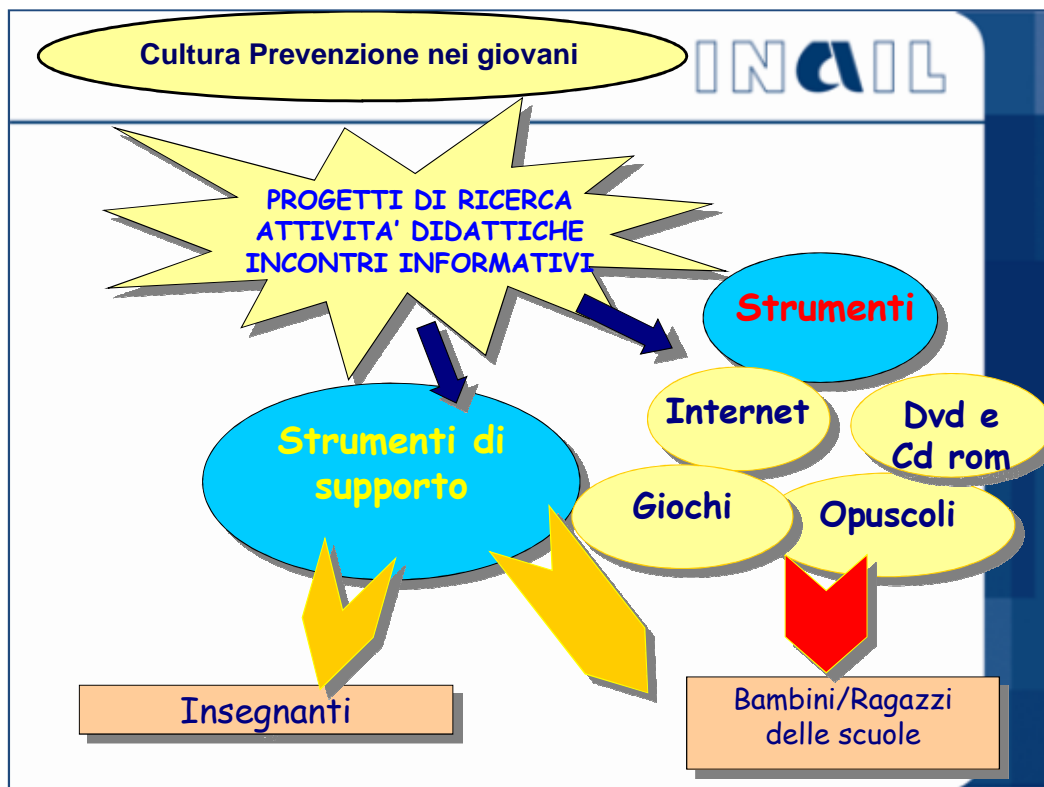 Cultura Prevenzione nei giovani
INAIL
PROGETTI DI RICERCA
ATTIVITA’ DIDATTICHE
INCONTRI INFORMATIVI
Strumenti
Internet
Dvd e
Cd rom
Strumenti di
supporto
Giochi
Opuscoli
Insegnanti
Bambini/Ragazzi
delle scuole